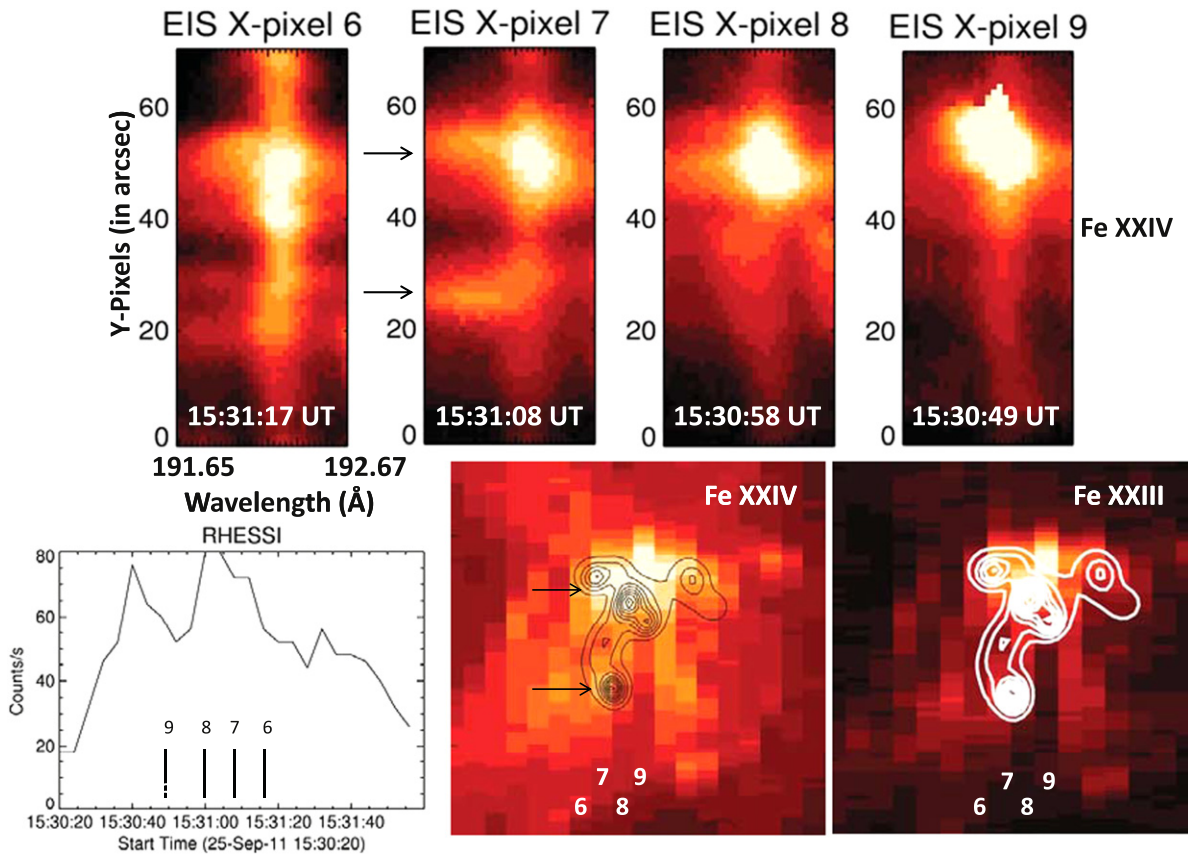 EIS X-pixel 6
EIS X-pixel 7
EIS X-pixel 8
EIS X-pixel 9
Y-Pixels (in arcsec)
60
40
20
0
15:31:17 UT
60
40
20
0
15:31:08 UT
60
40
20
0
15:30:58 UT
60
40
20
0
15:30:49 UT
Fe XXIV
191.65 192.67
Wavelength (Å)
RHESSI
Counts/s
80
60
40
20
0
9 8 7 6
15:30:20 15:30:40 15:31:00 15:31:20 15:31:40
Start Time (25-Sep-11 15:30:20)
Fe XXIV
7 9
6 8
Fe XXIII
7 9
6 8